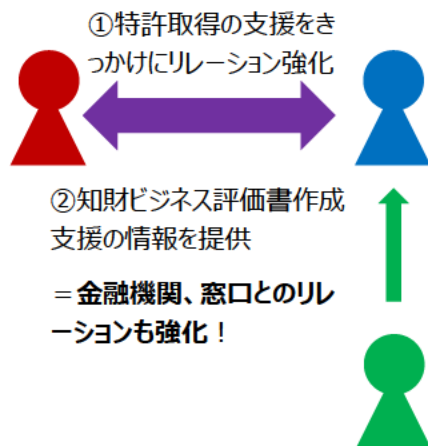 ①特許取得の支援をき
っかけにリレーション強化
②知財ビジネス評価書作成
支援の情報を提供
＝金融機関、窓口とのリレ
ーションも強化！